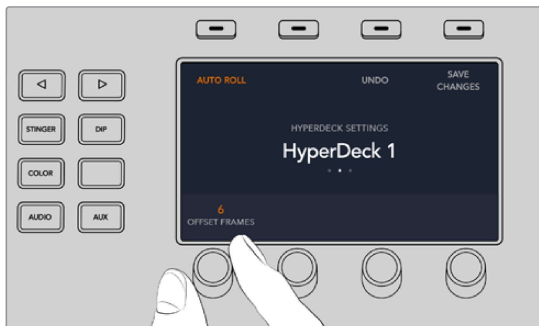 AUTO ROLL
UNDO
SAVE
CHANGES
STINGER
DIP
HYPERDECK SETTINGS
HyperDeck 1
COLOR
AUDIO
AUX
6
OFFSET FRAMES